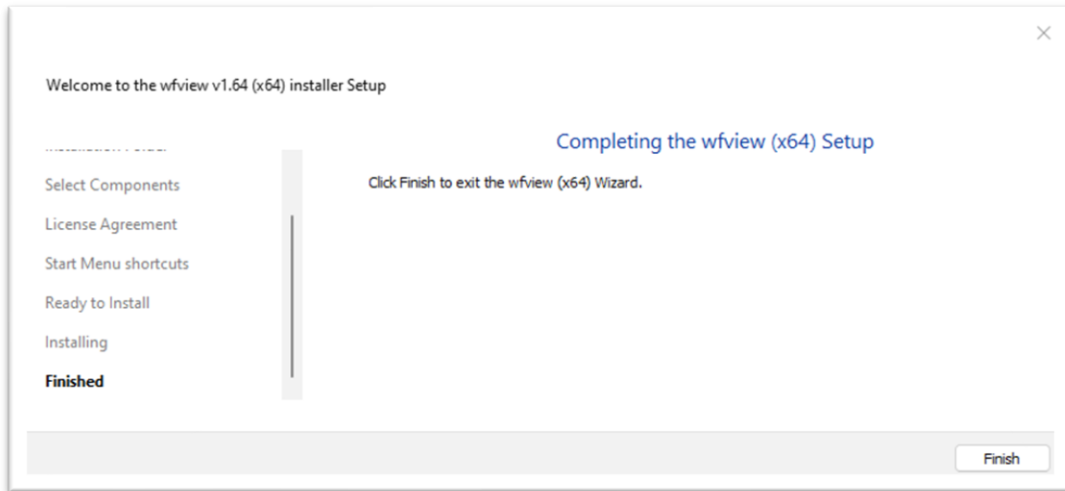 Welcome to the wfview v1.64 (x64) installer Setup
Completing the wfview (x64) Setup
Click Finish to exit the wfview (x64) Wizard.
Select Components
License Agreement
Start Menu shortcuts
Ready to Install
Installing
Finished
Finish